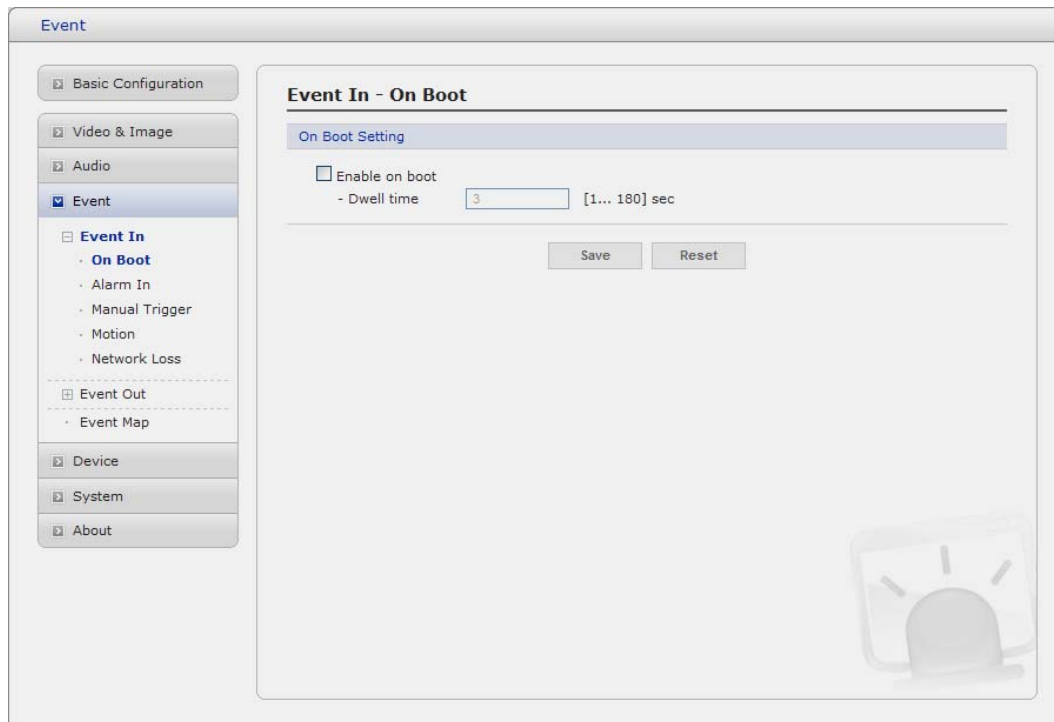 Event
Basic Configuration
Video & Image
Audio
Event
Event In
On Boot
Alarm In
Manual Trigger
Motion
Network Loss
Event Out
Event Map
Device
System
About
Event In - On Boot
On Boot Setting
Enable on boot
- Dwell time 3 [1... 180] sec
Save Reset